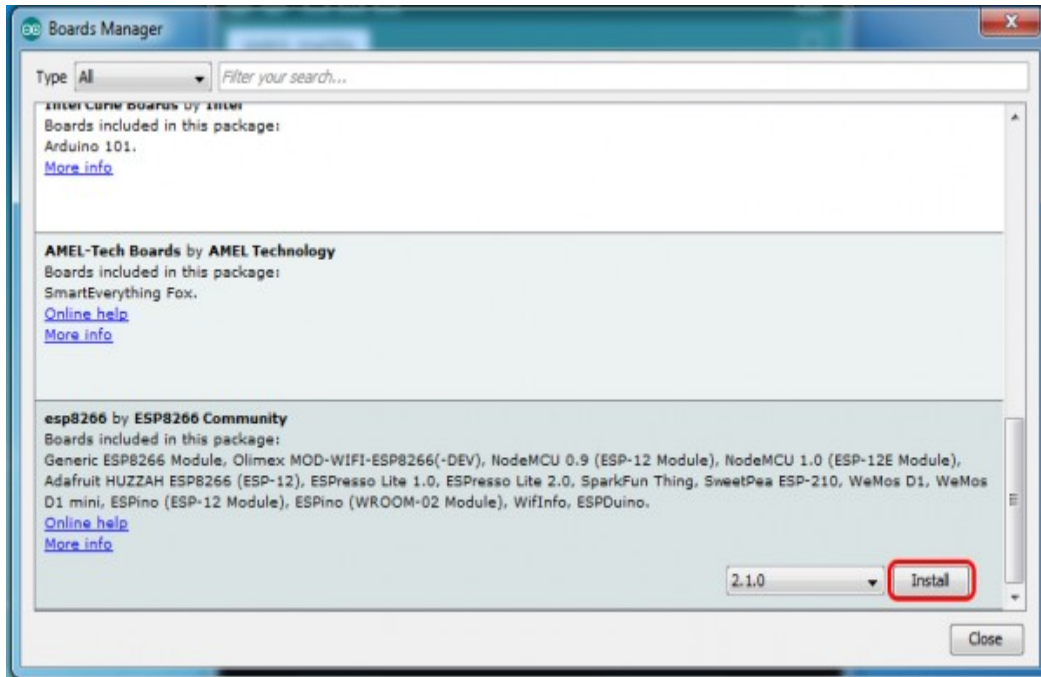 Boards Manager
Type All Filter your search...
Intel Curie Boards by Intel
Boards included in this package:
Arduino 101.
More info
AMEL-Tech Boards by AMEL Technology
Boards included in this package:
SmartEverything Fox.
Online help
More info
esp8266 by ESP8266 Community
Boards included in this package:
Generic ESP8266 Module, Olimex MOD-WIFI-ESP8266(-DEV), NodeMCU 0.9 (ESP-12 Module), NodeMCU 1.0 (ESP-12E Module),
Adafruit HUZZAH ESP8266 (ESP-12), ESPresso Lite 1.0, ESPresso Lite 2.0, SparkFun Thing, SweetPea ESP-210, WeMos D1, WeMos
D1 mini, ESPino (ESP-12 Module), ESPino (WROOM-02 Module), WifInfo, ESPDuino.
Online help
More info
2.1.0 Install
Close